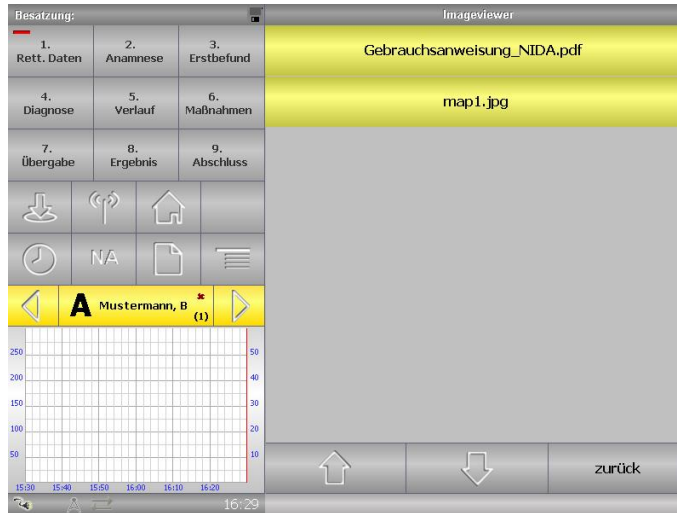 Besatzung:
Imageviewer
1.
Rett. Daten
2.
Anamnese
3.
Erstbefund
4.
Diagnose
5.
Verlauf
6.
Maßnahmen
7.
Übergabe
8.
Ergebnis
9.
Abschluss
NA
A Mustermann, B
(1)
250
200
150
100
50
50
40
30
20
10
15:30 15:40 15:50 16:00 16:10 16:20
16:29
Gebrauchsanweisung_NIDA.pdf
map1.jpg
zurück